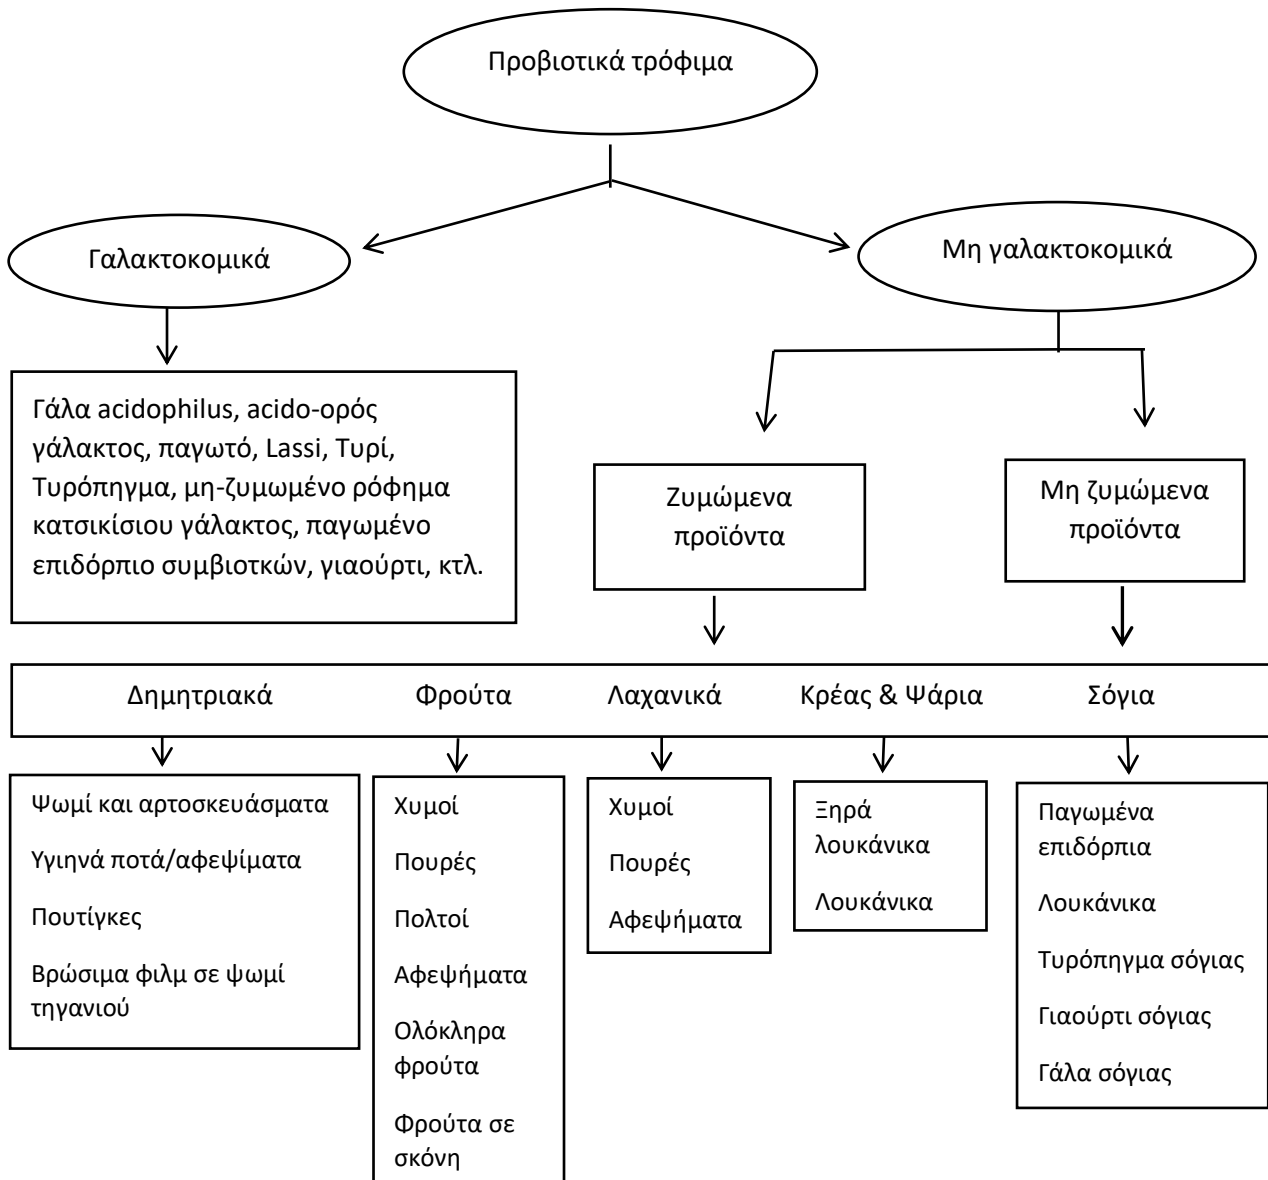 Προβιοτικά τρόφιμα
Γαλακτοκομικά
Μη γαλακτοκομικά
Γάλα acidophilus, acido-ορός
γάλακτος, παγωτό, Lassi, Τυρί,
Τυρόπηγμα, μη-ζυμωμένο ρόφημα
κατσικίσιου γάλακτος, παγωμένο
επιδόρπιο συμβιοτκών, γιαούρτι, κτλ.
Ζυμώμενα
προϊόντα
Μη ζυμώμενα
προϊόντα
Δημητριακά Φρούτα Λαχανικά Κρέας & Ψάρια Σόγια
Ψωμί και αρτοσκευάσματα
Υγιηνά ποτά/αφεψίματα
Πουτίγκες
Βρώσιμα φιλμ σε ψωμί
τηγανιού
Χυμοί
Πουρές
Πολτοί
Αφεψήματα
Ολόκληρα
φρούτα
Φρούτα σε
σκόνη
Χυμοί
Πουρές
Αφεψήματα
Ξηρά
λουκάνικα
Λουκάνικα
Παγωμένα
επιδόρπια
Λουκάνικα
Τυρόπηγμα σόγιας
Γιαούρτι σόγιας
Γάλα σόγιας